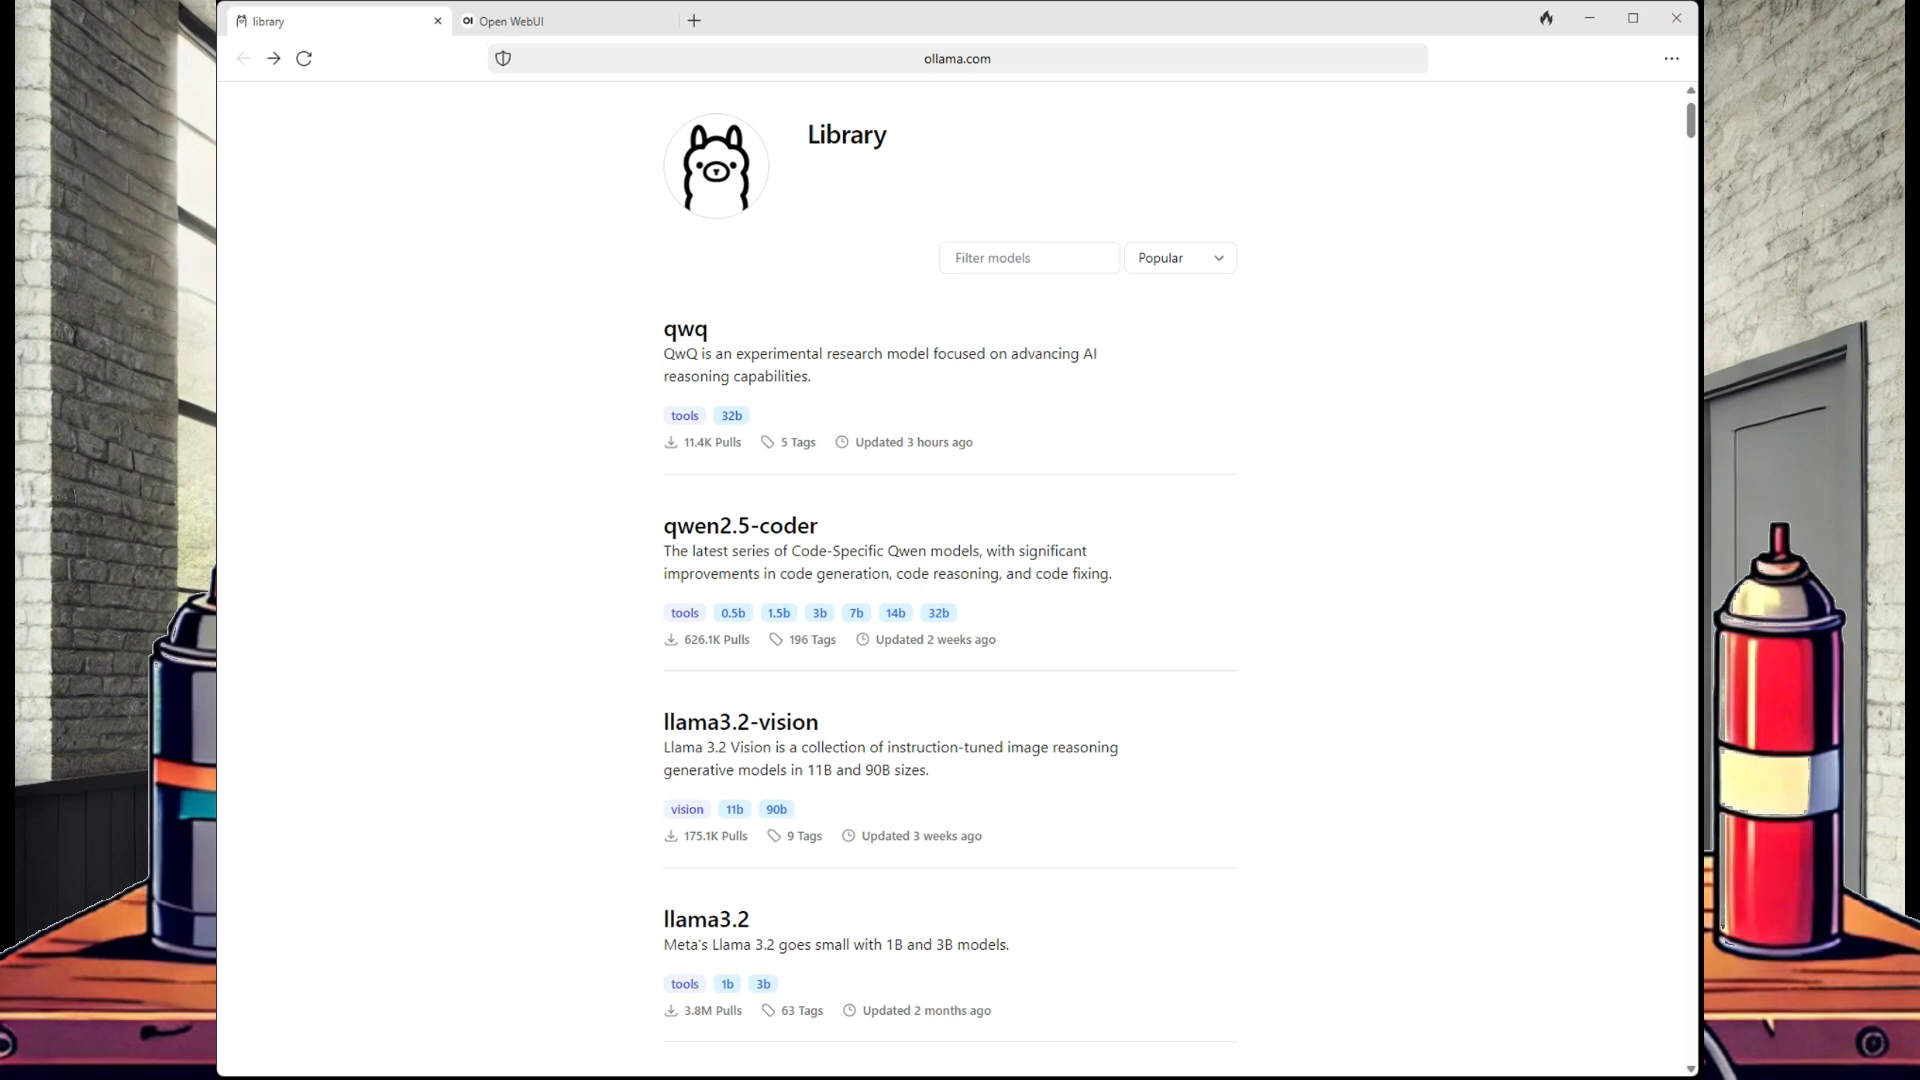 library
OI Open WebUI
ollama.com
Library
Filter models
Popular
qwq
QwQ is an experimental research model focused on advancing AI
reasoning capabilities.
tools 32b
11.4K Pulls 5 Tags Updated 3 hours ago
qwen2.5-coder
The latest series of Code-Specific Qwen models, with significant
improvements in code generation, code reasoning, and code fixing.
tools 0.5b 1.5b 3b 7b 14b 32b
626.1K Pulls 196 Tags Updated 2 weeks ago
llama3.2-vision
Llama 3.2 Vision is a collection of instruction-tuned image reasoning
generative models in 11B and 90B sizes.
vision 11b 90b
175.1K Pulls 9 Tags Updated 3 weeks ago
llama3.2
Meta's Llama 3.2 goes small with 1B and 3B models.
tools 1b 3b
3.8M Pulls 63 Tags Updated 2 months ago